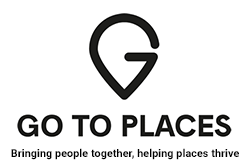 GO TO PLACES
Bringing people together, helping places thrive